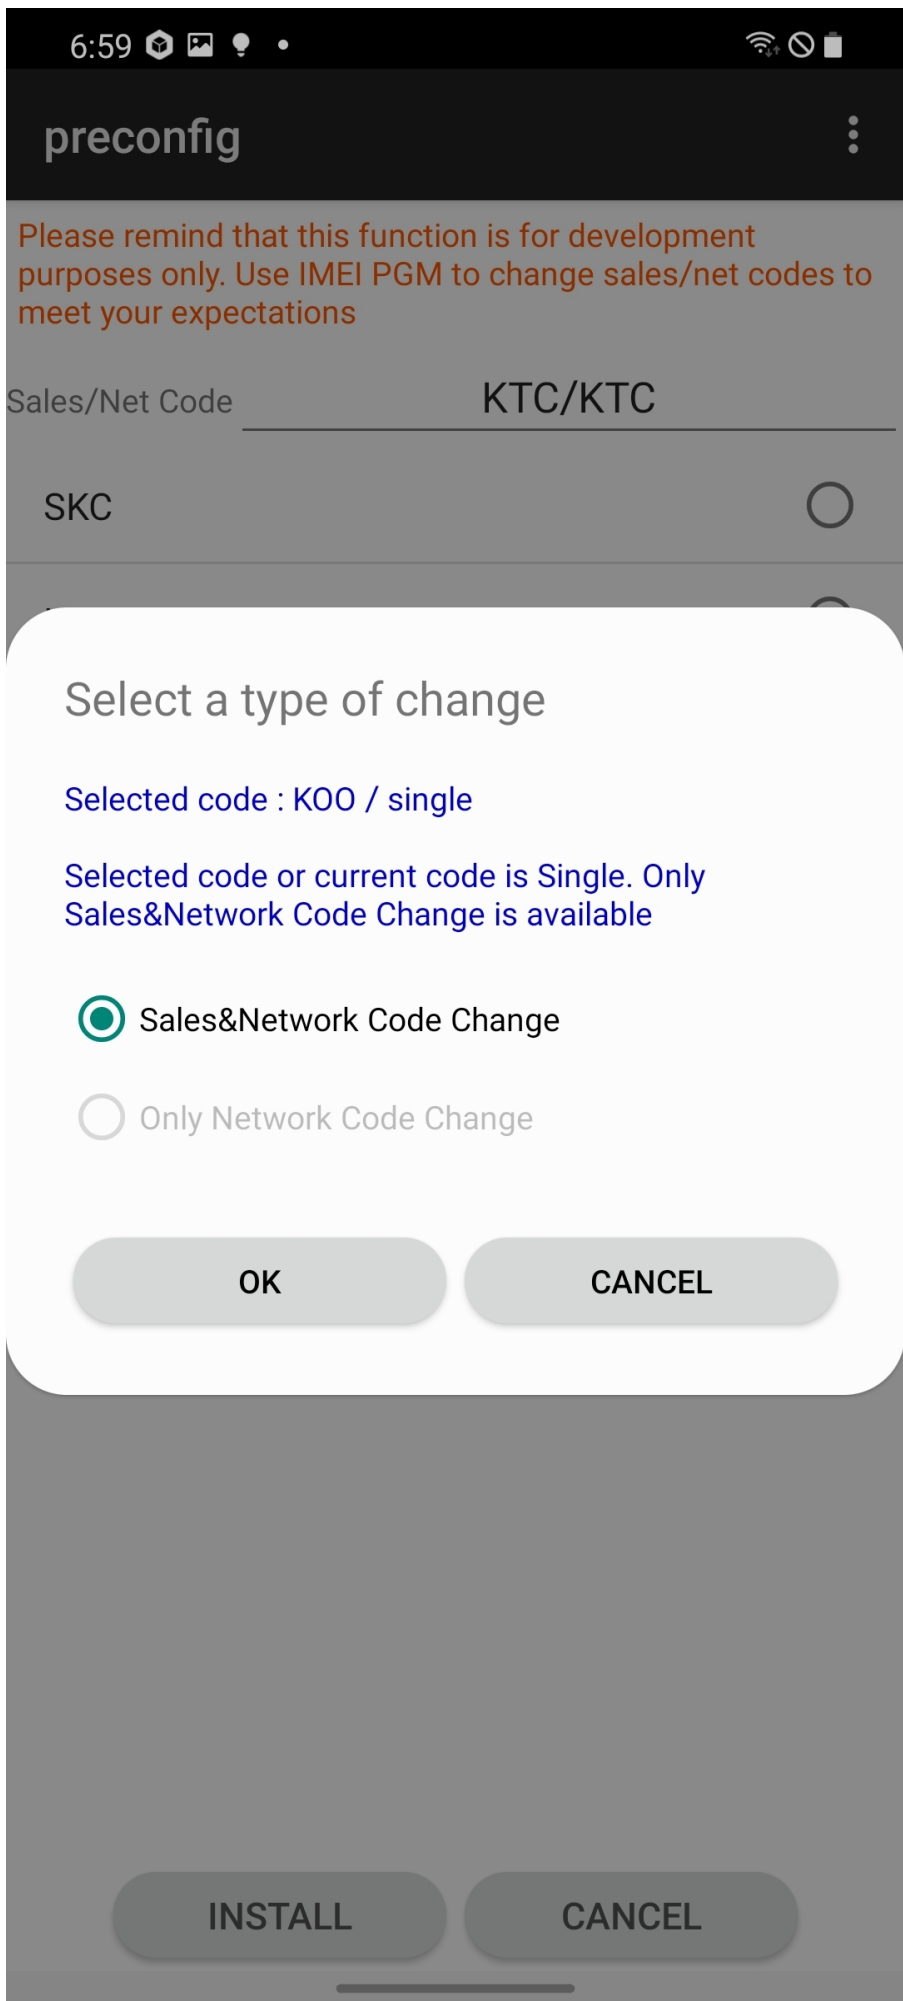 6:59
preconfig
Please remind that this function is for development
purposes only. Use IMEI PGM to change sales/net codes to
meet your expectations
Sales/Net Code KTC/KTC
SKC
Select a type of change
Selected code : KOO / single
Selected code or current code is Single. Only
Sales&Network Code Change is available
Sales&Network Code Change
Only Network Code Change
OK CANCEL
INSTALL CANCEL